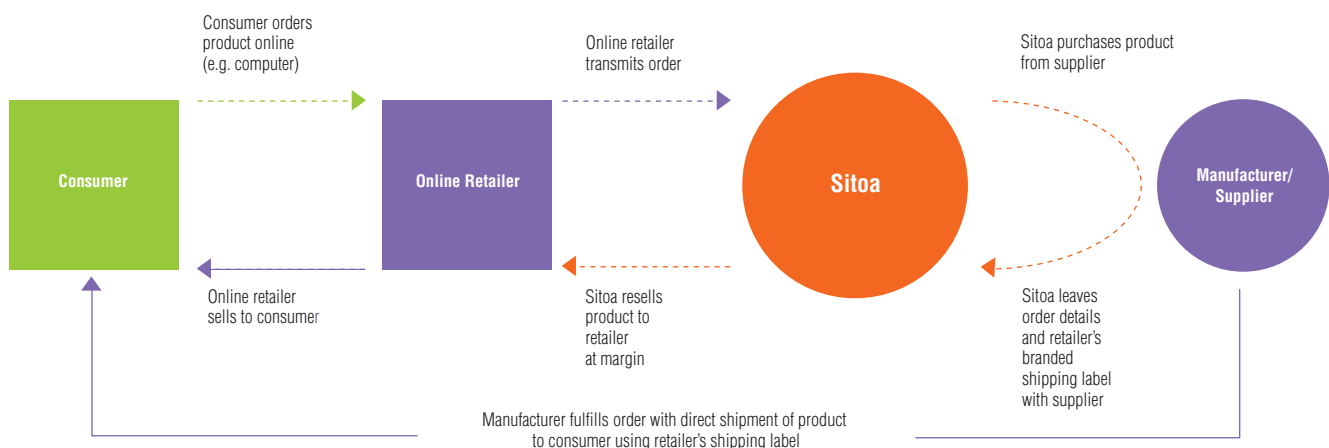 Consumer orders
product online
(e.g. computer)
Online retailer
transmits order
Sitoa purchases product
from supplier
Consumer
Online Retailer
Sitoa
Manufacturer/
Supplier
Online retailer
sells to consumer
Sitoa resells
product to
retailer
at margin
Sitoa leaves
order details
and retailer's
branded
shipping label
with supplier
Manufacturer fulfills order with direct shipment of product
to consumer using retailer's shipping label